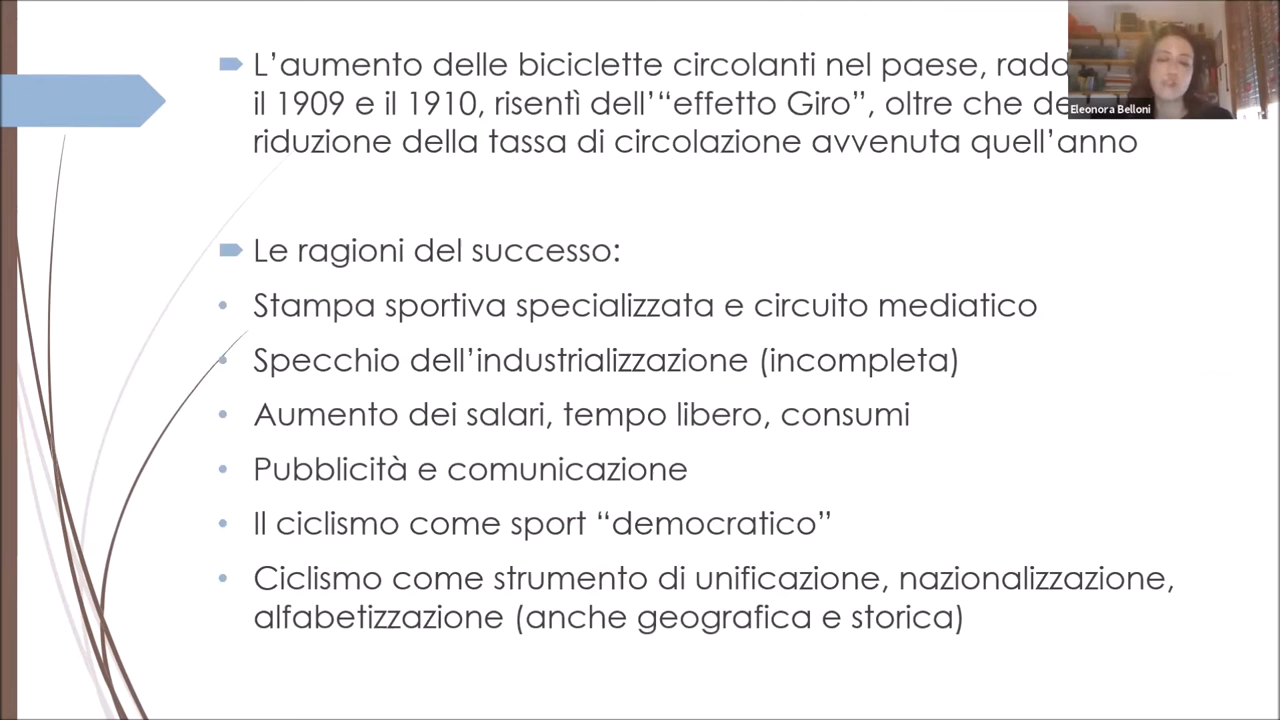 L’aumento delle biciclette circolanti nel paese,
il 1909 e il 1910, risentì dell’“effetto Giro”, oltre che
riduzione della tassa di circolazione avvenuta quell’anno
Eleonora Belloni
Le ragioni del successo:
Stampa sportiva specializzata e circuito mediatico
Specchio dell’industrializzazione (incompleta)
Aumento dei salari, tempo libero, consumi
Pubblicità e comunicazione
Il ciclismo come sport “democratico”
Ciclismo come strumento di unificazione, nazionalizzazione,
alfabetizzazione (anche geografica e storica)